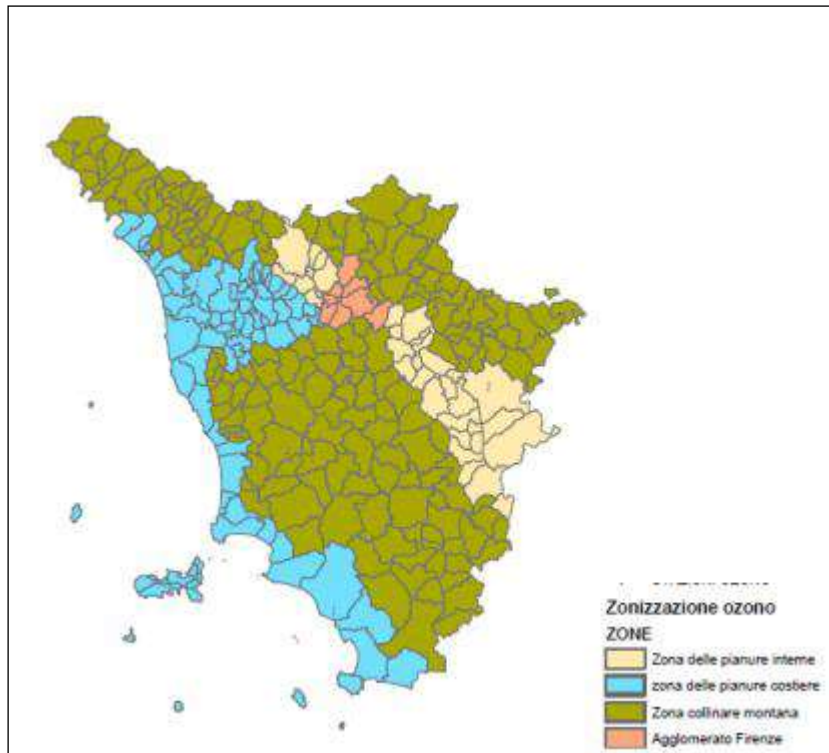 Zonizzazione ozono
ZONE
Zona delle pianure interne
zona delle pianure costiere
Zona collinare montana
Agglomerato Firenze